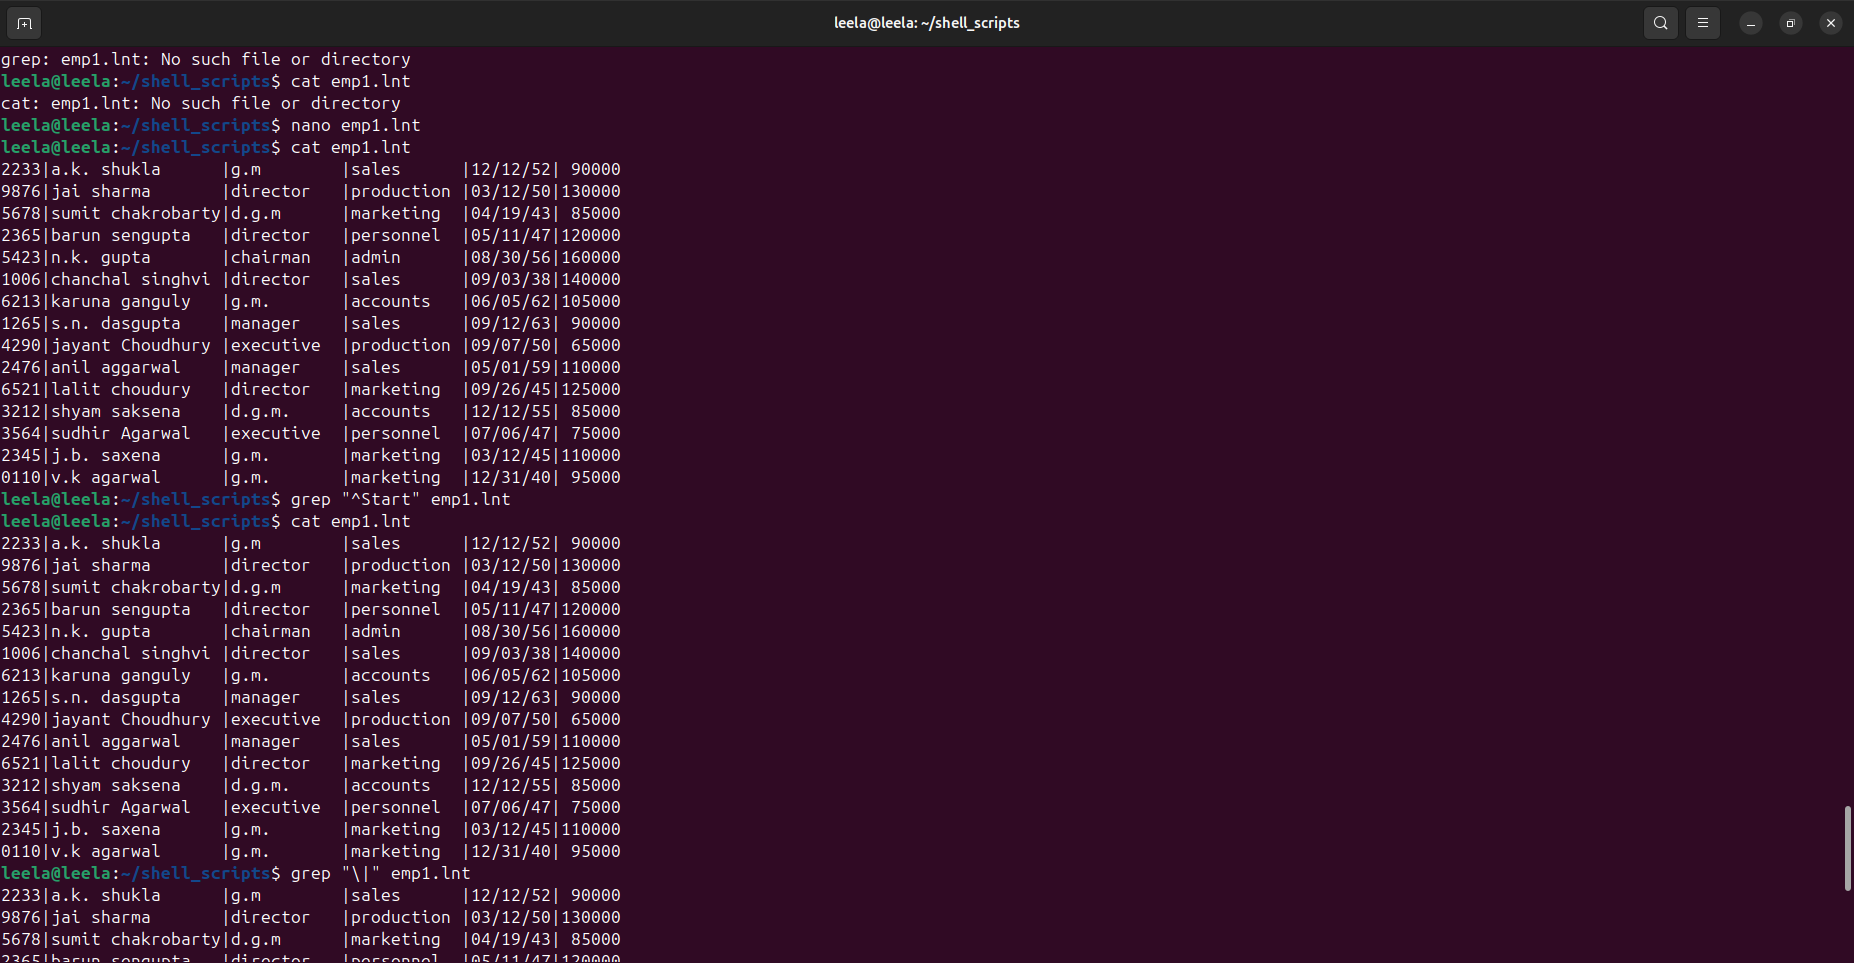 leela@leela: ~/shell_scripts
grep: emp1.lnt: No such file or directory
leela@leela:~/shell_scripts$ cat emp1.lnt
cat: emp1.lnt: No such file or directory
leela@leela:~/shell_scripts$ nano emp1.lnt
leela@leela:~/shell_scripts$ cat emp1.lnt
2233|a.k. shukla      |g.m        |sales      |12/12/52| 90000
9876|jai sharma       |director   |production |03/12/50|130000
5678|sumit chakrobarty|d.g.m      |marketing  |04/19/43| 85000
2365|barun sengupta   |director   |personnel  |05/11/47|120000
5423|n.k. gupta       |chairman   |admin      |08/30/56|160000
1006|chanchal singhvi |director   |sales      |09/03/38|140000
6213|karuna ganguly   |g.m.       |accounts   |06/05/62|105000
1265|s.n. dasgupta    |manager    |sales      |09/12/63| 90000
4290|jayant Choudhury |executive  |production |09/07/50| 65000
2476|anil aggarwal    |manager    |sales      |05/01/59|110000
6521|lalit choudury   |director   |marketing  |09/26/45|125000
3212|shyam saksena    |d.g.m.     |accounts   |12/12/55| 85000
3564|sudhir Agarwal   |executive  |personnel  |07/06/47| 75000
2345|j.b. saxena      |g.m.       |marketing  |03/12/45|110000
0110|v.k agarwal      |g.m.       |marketing  |12/31/40| 95000
leela@leela:~/shell_scripts$ grep "^Start" emp1.lnt
leela@leela:~/shell_scripts$ cat emp1.lnt
2233|a.k. shukla      |g.m        |sales      |12/12/52| 90000
9876|jai sharma       |director   |production |03/12/50|130000
5678|sumit chakrobarty|d.g.m      |marketing  |04/19/43| 85000
2365|barun sengupta   |director   |personnel  |05/11/47|120000
5423|n.k. gupta       |chairman   |admin      |08/30/56|160000
1006|chanchal singhvi |director   |sales      |09/03/38|140000
6213|karuna ganguly   |g.m.       |accounts   |06/05/62|105000
1265|s.n. dasgupta    |manager    |sales      |09/12/63| 90000
4290|jayant Choudhury |executive  |production |09/07/50| 65000
2476|anil aggarwal    |manager    |sales      |05/01/59|110000
6521|lalit choudury   |director   |marketing  |09/26/45|125000
3212|shyam saksena    |d.g.m.     |accounts   |12/12/55| 85000
3564|sudhir Agarwal   |executive  |personnel  |07/06/47| 75000
2345|j.b. saxena      |g.m.       |marketing  |03/12/45|110000
0110|v.k agarwal      |g.m.       |marketing  |12/31/40| 95000
leela@leela:~/shell_scripts$ grep "\|" emp1.lnt
2233|a.k. shukla      |g.m        |sales      |12/12/52| 90000
9876|jai sharma       |director   |production |03/12/50|130000
5678|sumit chakrobarty|d.g.m      |marketing  |04/19/43| 85000
2365|barun sengupta   |director   |personnel  |05/11/47|120000